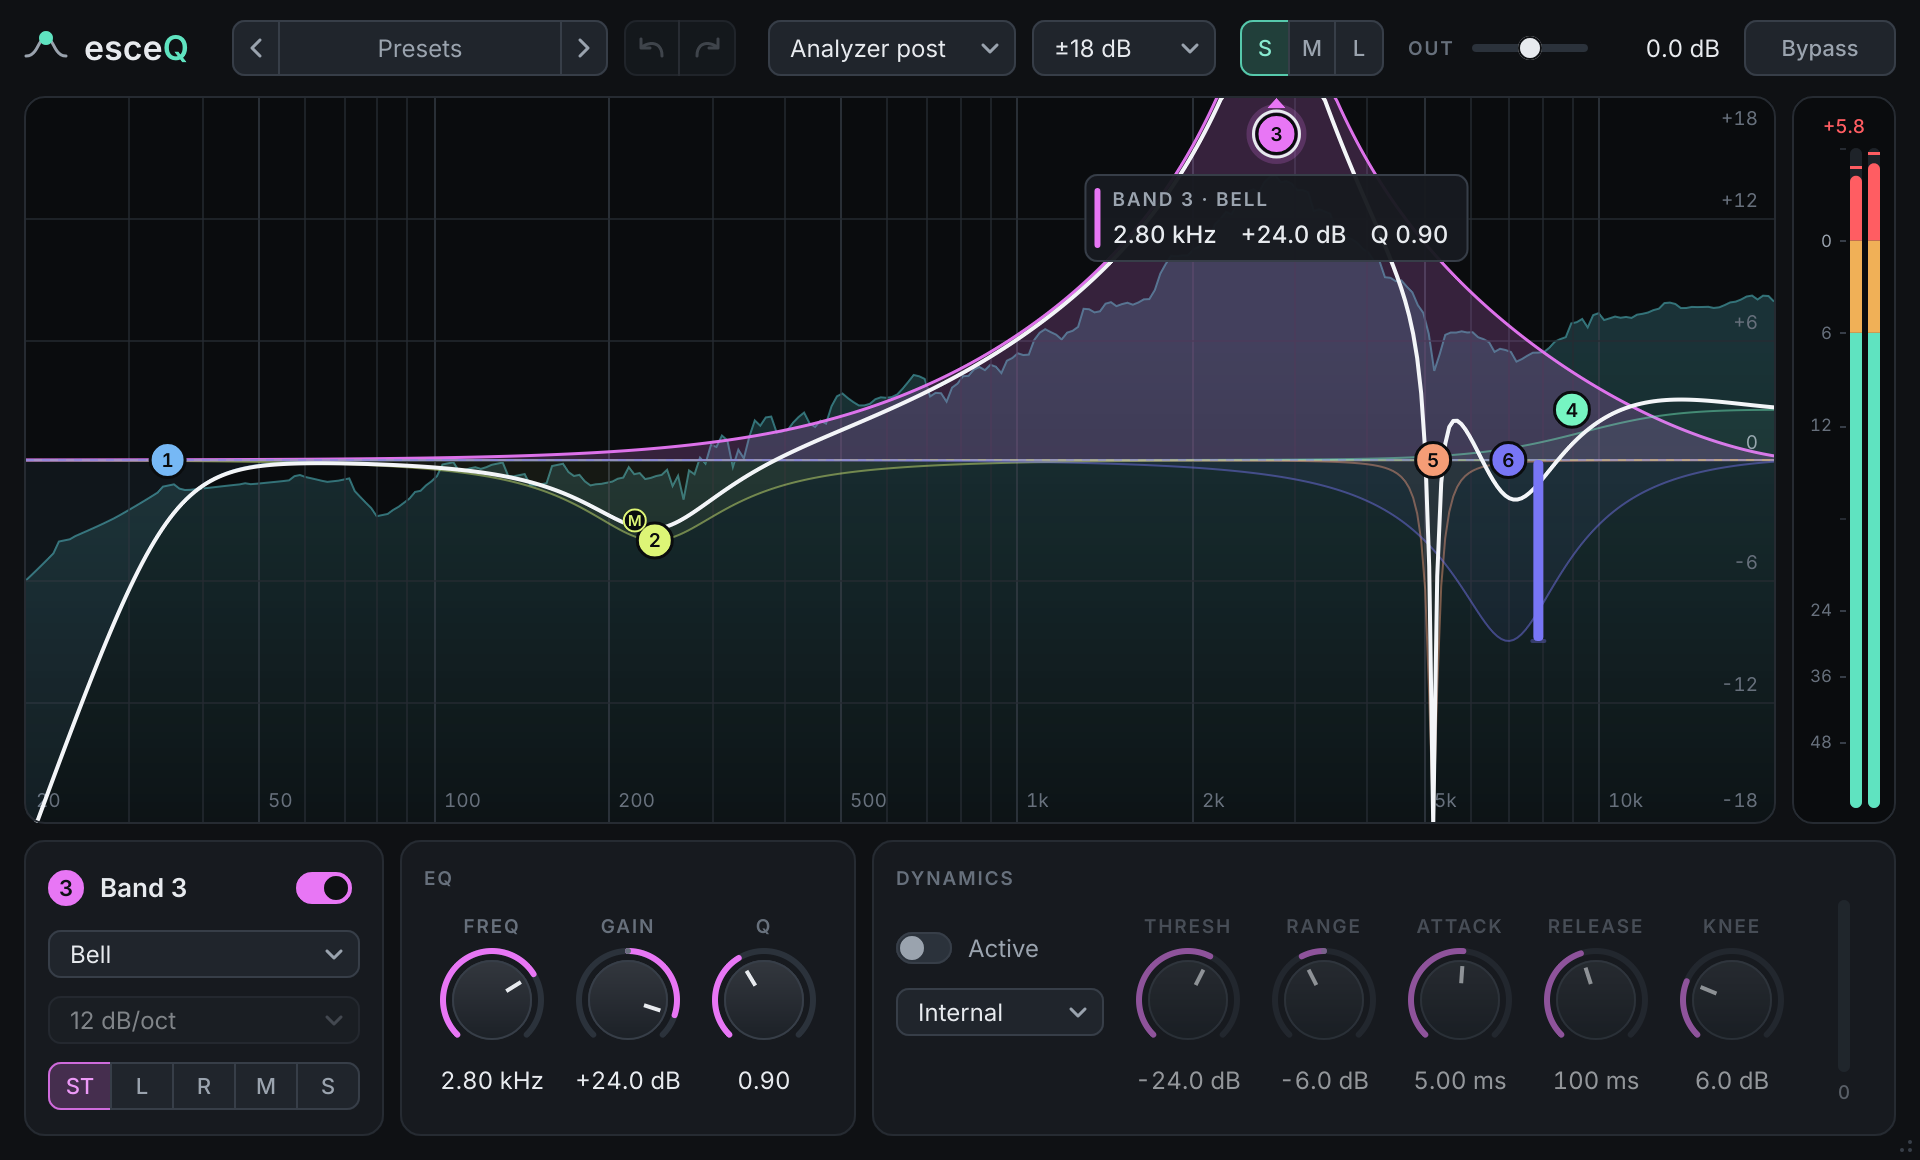 esceQ
Presets
Analyzer post
±18 dB
S M L
OUT
0.0 dB
Bypass
+18
+12
+6
0
-6
-12
-18
3
BAND 3 · BELL
2.80 kHz +24.0 dB Q 0.90
1
M
2
4
5
6
20 50 100 200 500 1k 2k 5k 10k
+5.8
0
6
12
24
36
48
3 Band 3
Bell
12 dB/oct
ST L R M S
EQ
FREQ GAIN Q
2.80 kHz +24.0 dB 0.90
DYNAMICS
Active
Internal
THRESH RANGE ATTACK RELEASE KNEE
-24.0 dB -6.0 dB 5.00 ms 100 ms 6.0 dB
0